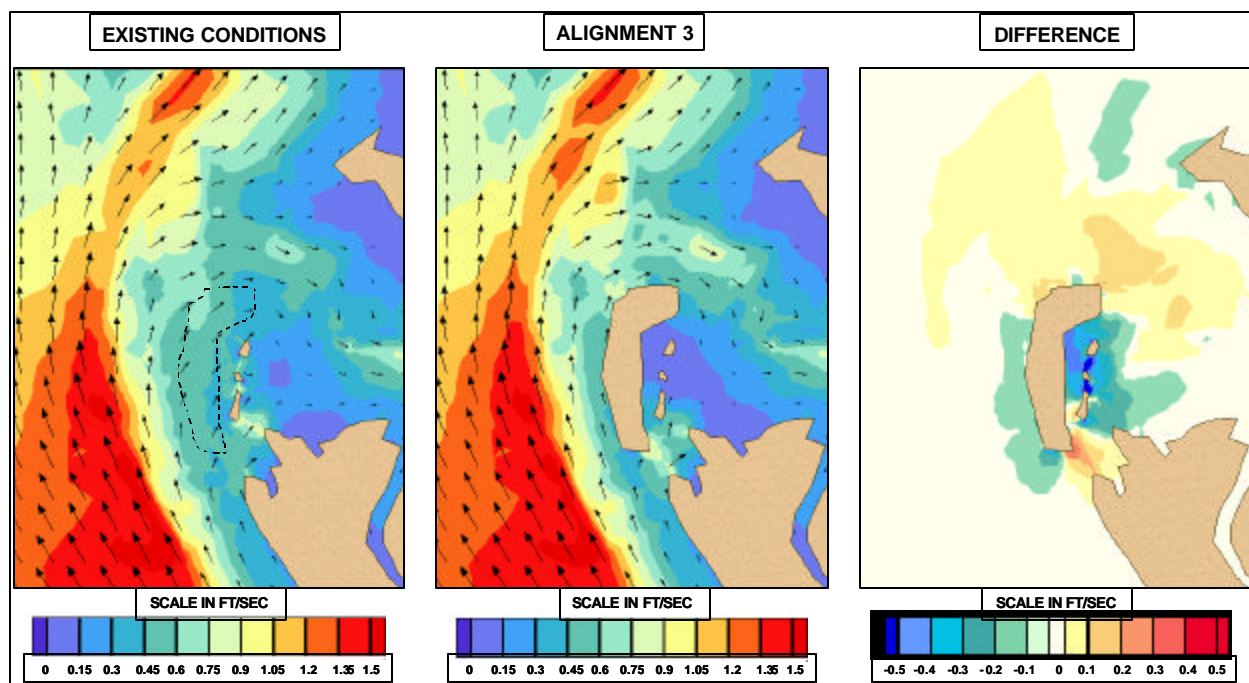 EXISTING CONDITIONS
ALIGNMENT 3
DIFFERENCE
SCALE IN FT/SEC
SCALE IN FT/SEC
SCALE IN FT/SEC
0 0.15 0.3 0.45 0.6 0.75 0.9 1.05 1.2 1.35 1.5
0 0.15 0.3 0.45 0.6 0.75 0.9 1.05 1.2 1.35 1.5
-0.5 -0.4 -0.3 -0.2 -0.1 0 0.1 0.2 0.3 0.4 0.5